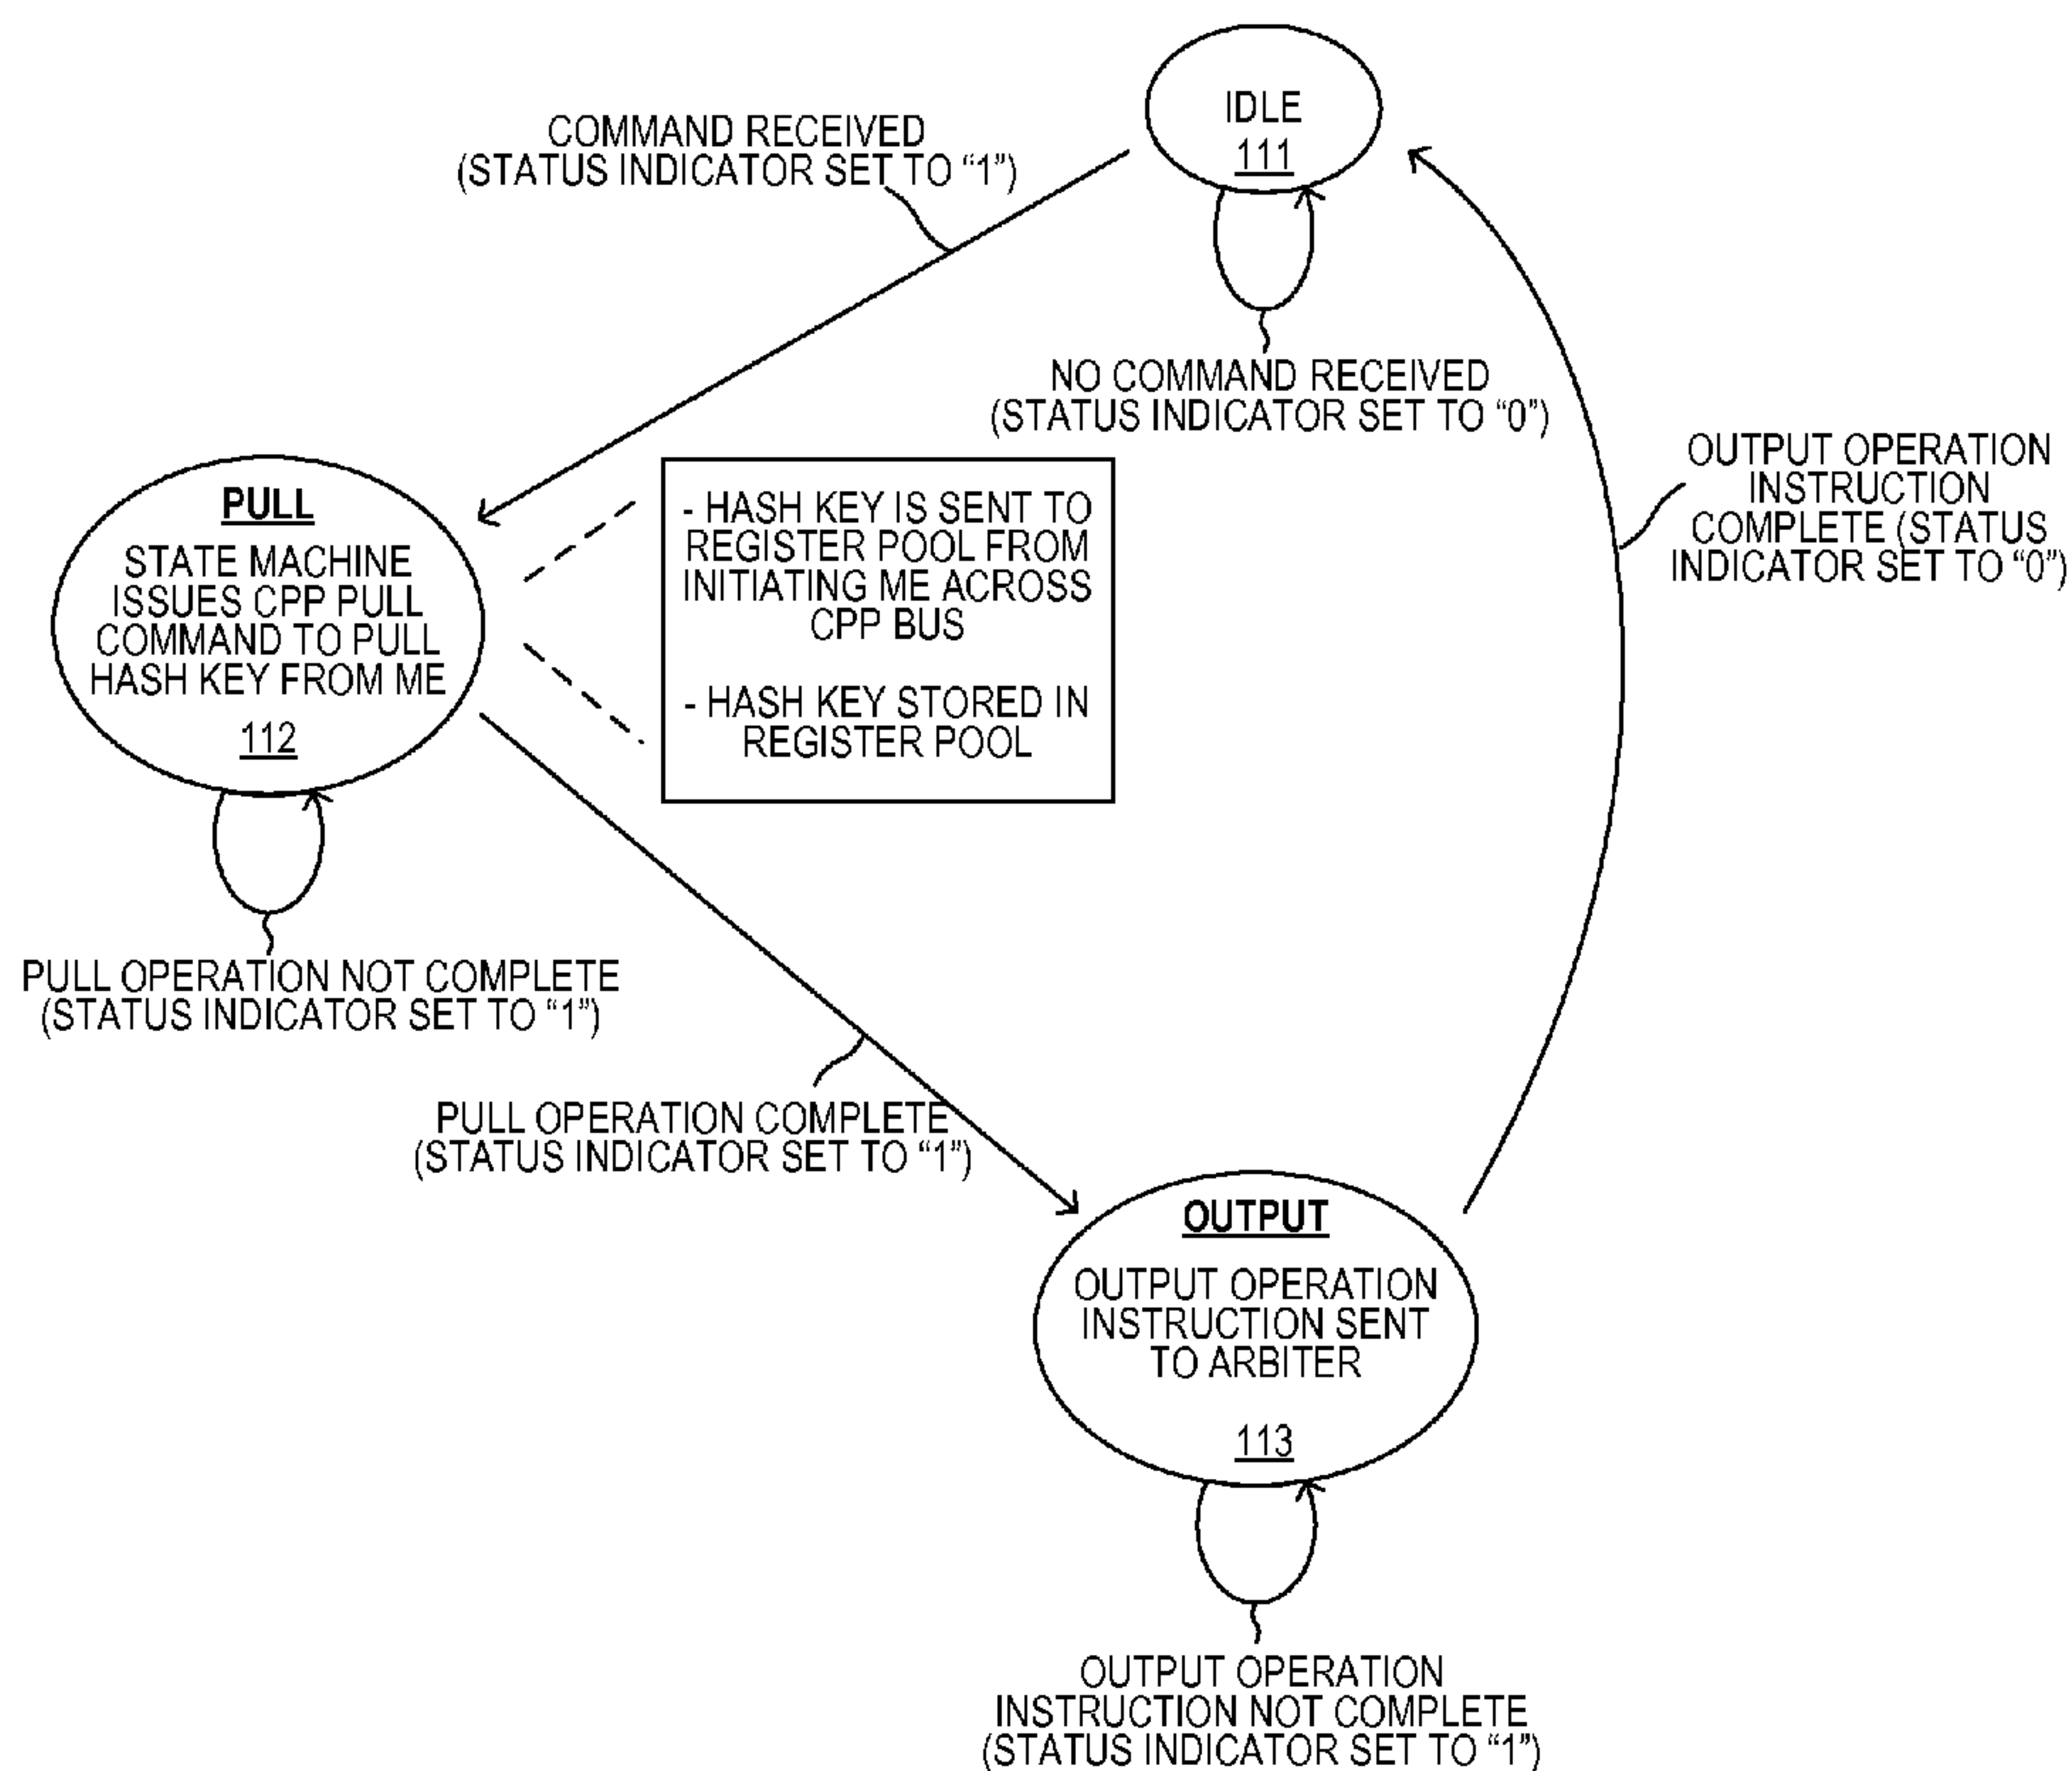 IDLE
111
COMMAND RECEIVED
(STATUS INDICATOR SET TO “1”)
NO COMMAND RECEIVED
(STATUS INDICATOR SET TO “0”)
OUTPUT OPERATION
INSTRUCTION
COMPLETE (STATUS
INDICATOR SET TO “0”)
PULL
STATE MACHINE
ISSUES CPP PULL
COMMAND TO PULL
HASH KEY FROM ME
112
- HASH KEY IS SENT TO
REGISTER POOL FROM
INITIATING ME ACROSS
CPP BUS
- HASH KEY STORED IN
REGISTER POOL
PULL OPERATION NOT COMPLETE
(STATUS INDICATOR SET TO “1”)
PULL OPERATION COMPLETE
(STATUS INDICATOR SET TO “1”)
OUTPUT
OUTPUT OPERATION
INSTRUCTION SENT
TO ARBITER
113
OUTPUT OPERATION
INSTRUCTION NOT COMPLETE
(STATUS INDICATOR SET TO “1”)